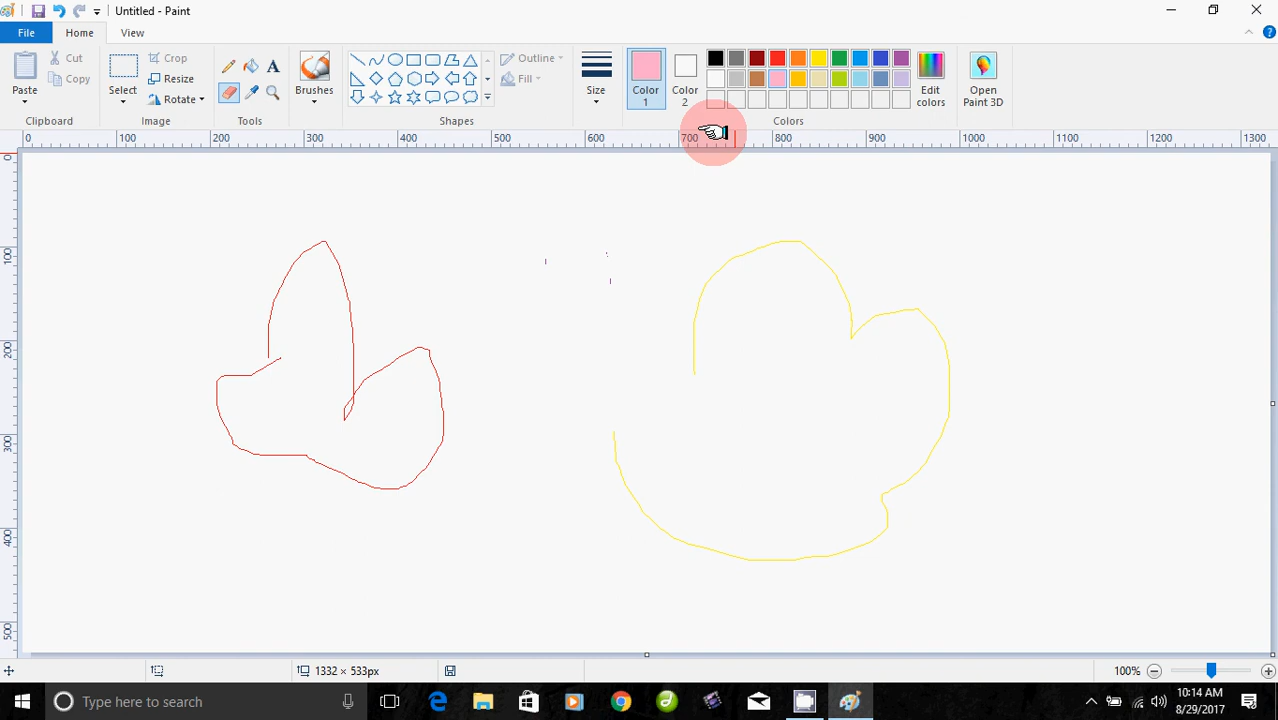 Untitled - Paint
File Home View
Paste
Cut
Copy
Clipboard
Select
Crop
Resize
Rotate
Image
A
Tools
Brushes
Shapes
Outline
Fill
Size
Color 1
Color 2
Colors
Edit colors
Open Paint 3D
0 100 200 300 400 500 600 700 800 900 1000 1100 1200 1300
0
100
200
300
400
500
1332 × 533px
100%
Type here to search
10:14 AM
8/29/2017